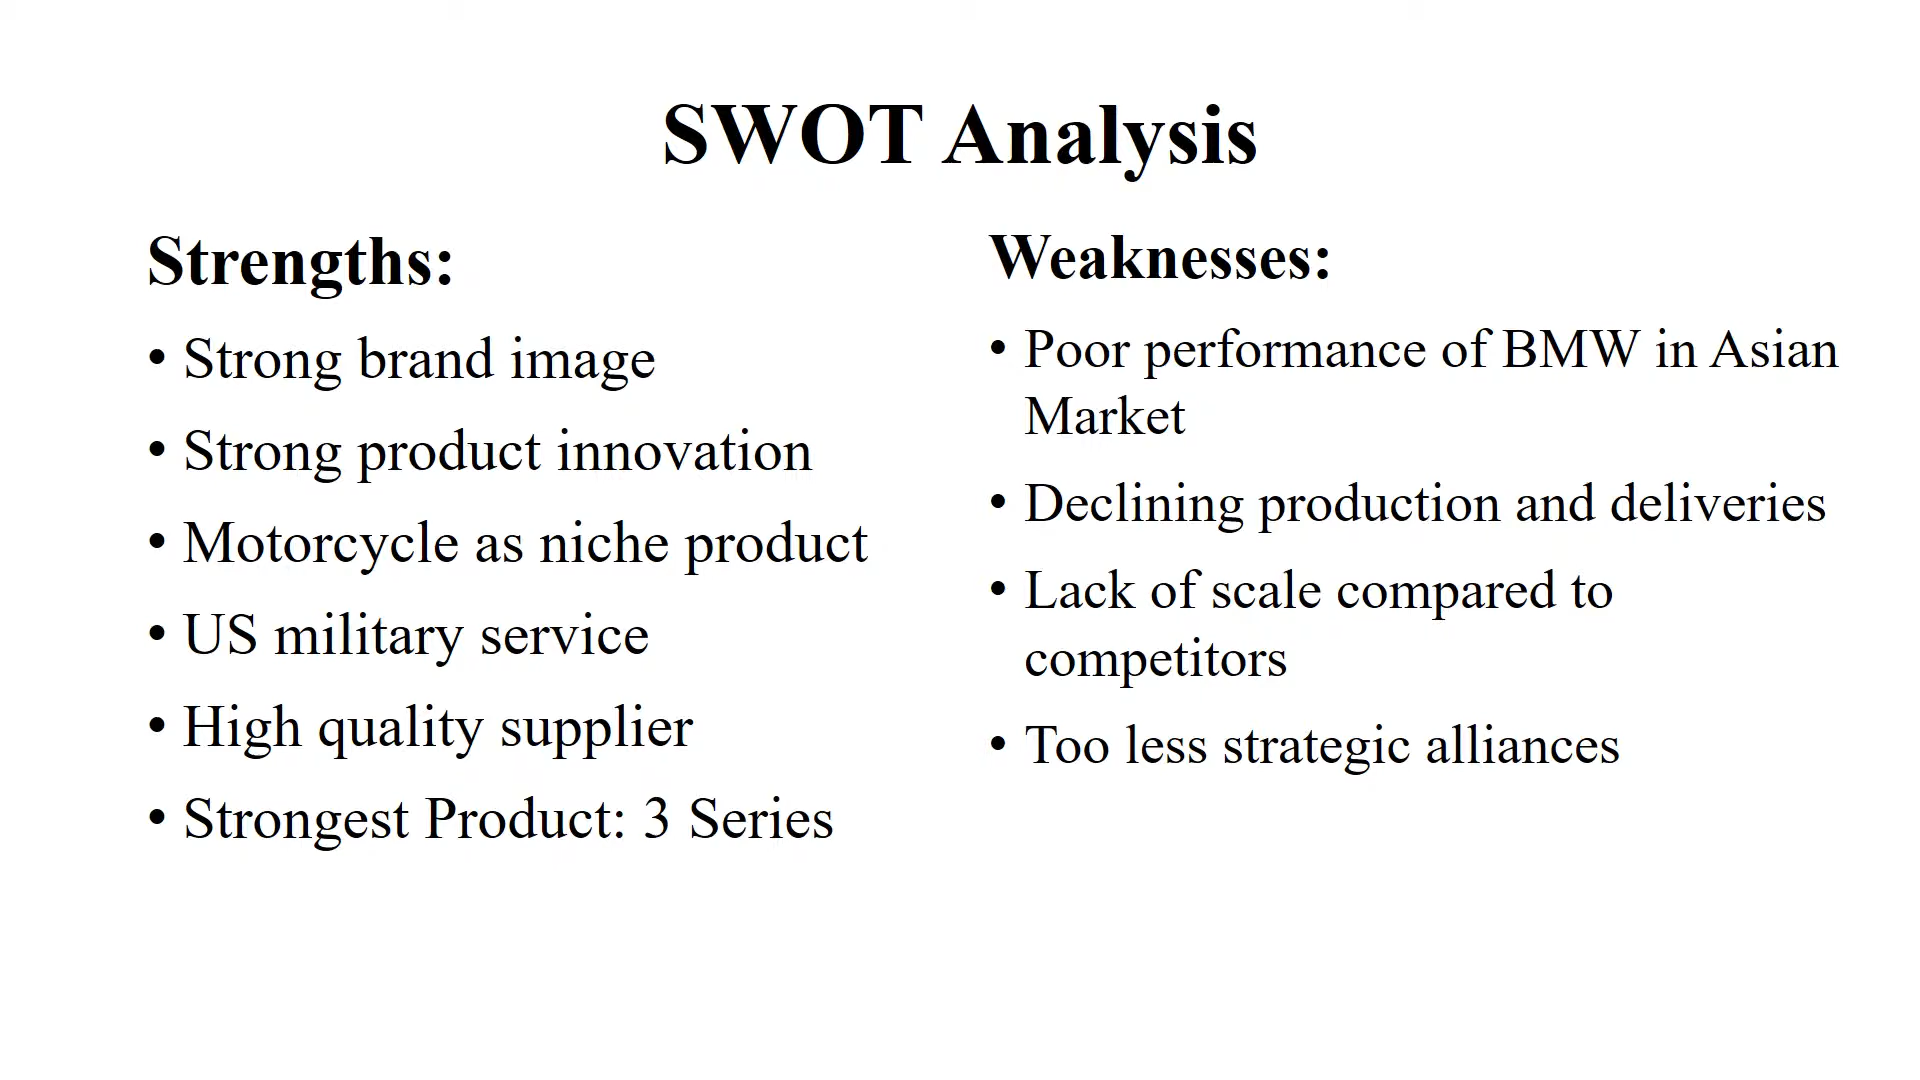 SWOT Analysis
Strengths:
• Strong brand image
• Strong product innovation
• Motorcycle as niche product
• US military service
• High quality supplier
• Strongest Product: 3 Series
Weaknesses:
• Poor performance of BMW in Asian
Market
• Declining production and deliveries
• Lack of scale compared to
competitors
• Too less strategic alliances